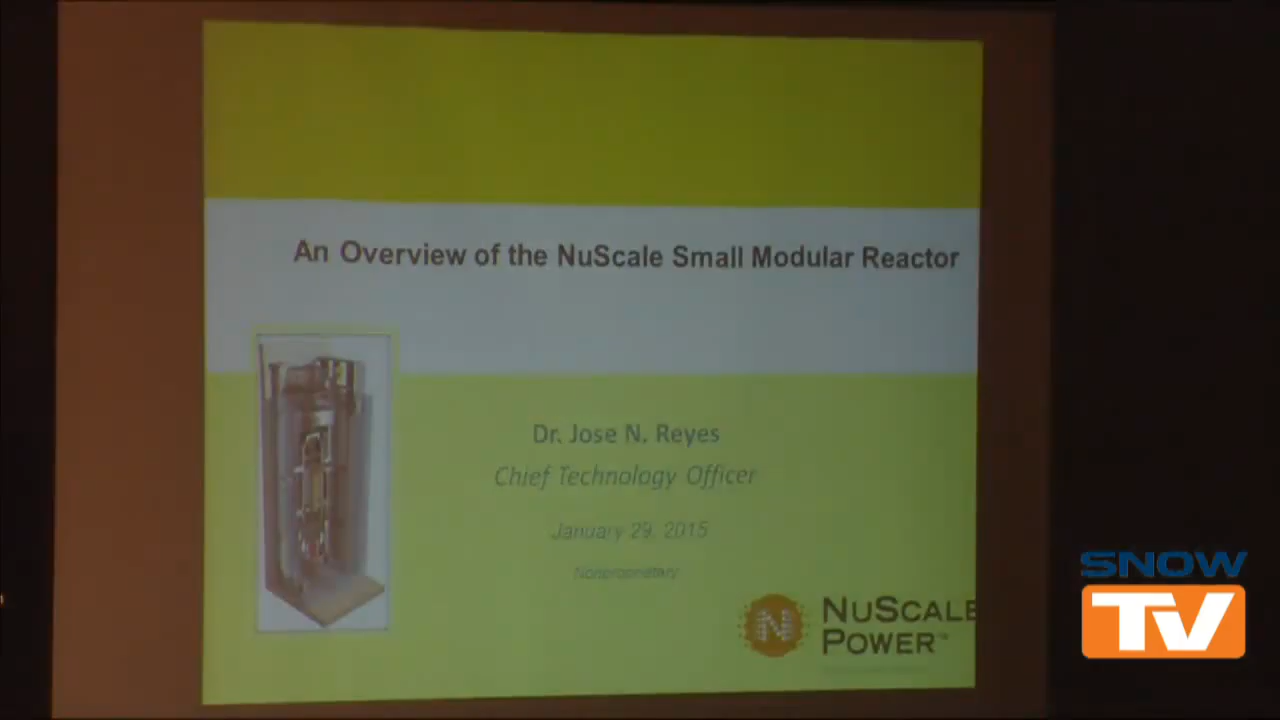 An Overview of the NuScale Small Modular Reactor
Dr. Jose N. Reyes
Chief Technology Officer
January 29, 2015
Nonproprietary
N
NUSCALE
POWER™
SNOW
TV